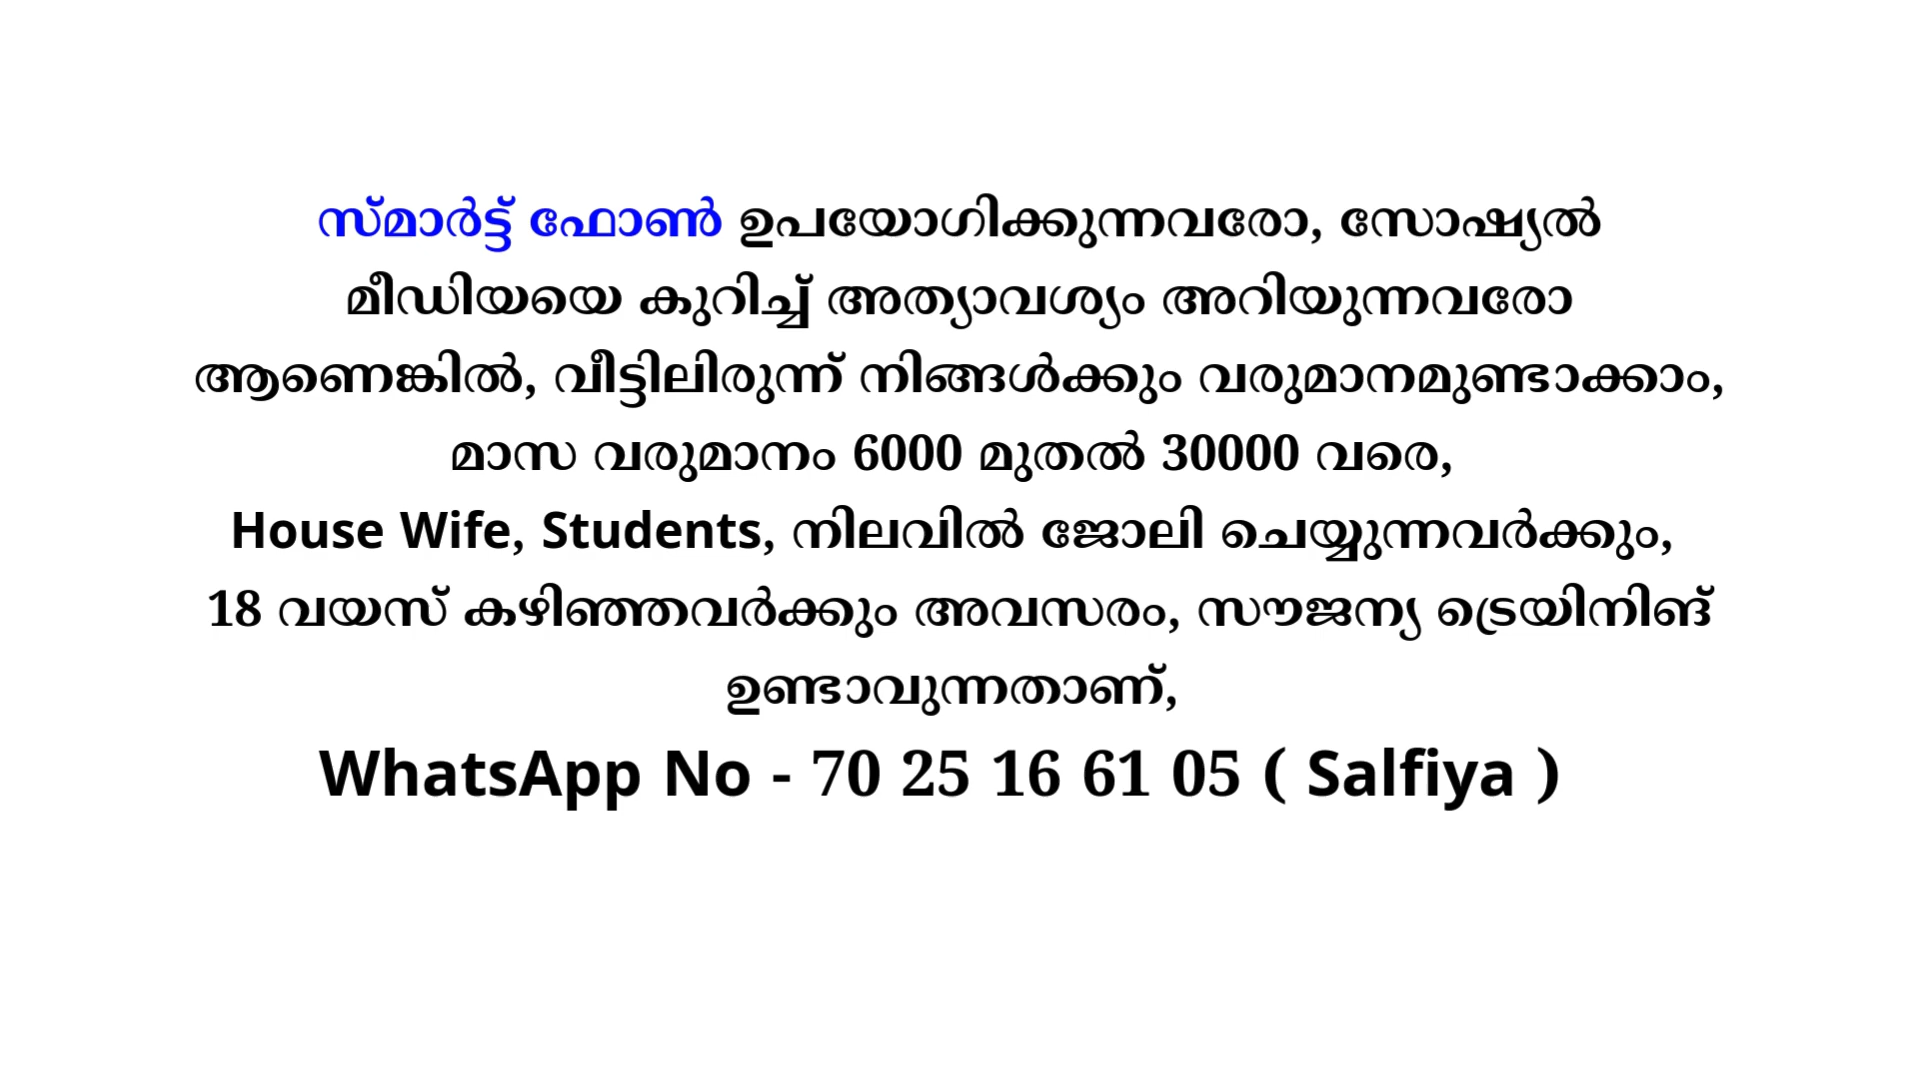 സ്മാർട്ട് ഫോൺ ഉപയോഗിക്കുന്നവരോ, സോഷ്യൽ
മീഡിയയെ കുറിച്ച് അത്യാവശ്യം അറിയുന്നവരോ
ആണെങ്കിൽ, വീട്ടിലിരുന്ന് നിങ്ങൾക്കും വരുമാനമുണ്ടാക്കാം,
മാസ വരുമാനം 6000 മുതൽ 30000 വരെ,
House Wife, Students, നിലവിൽ ജോലി ചെയ്യുന്നവർക്കും,
18 വയസ് കഴിഞ്ഞവർക്കും അവസരം, സൗജന്യ ട്രെയിനിങ്
ഉണ്ടാവുന്നതാണ്,
WhatsApp No - 70 25 16 61 05 ( Salfiya )